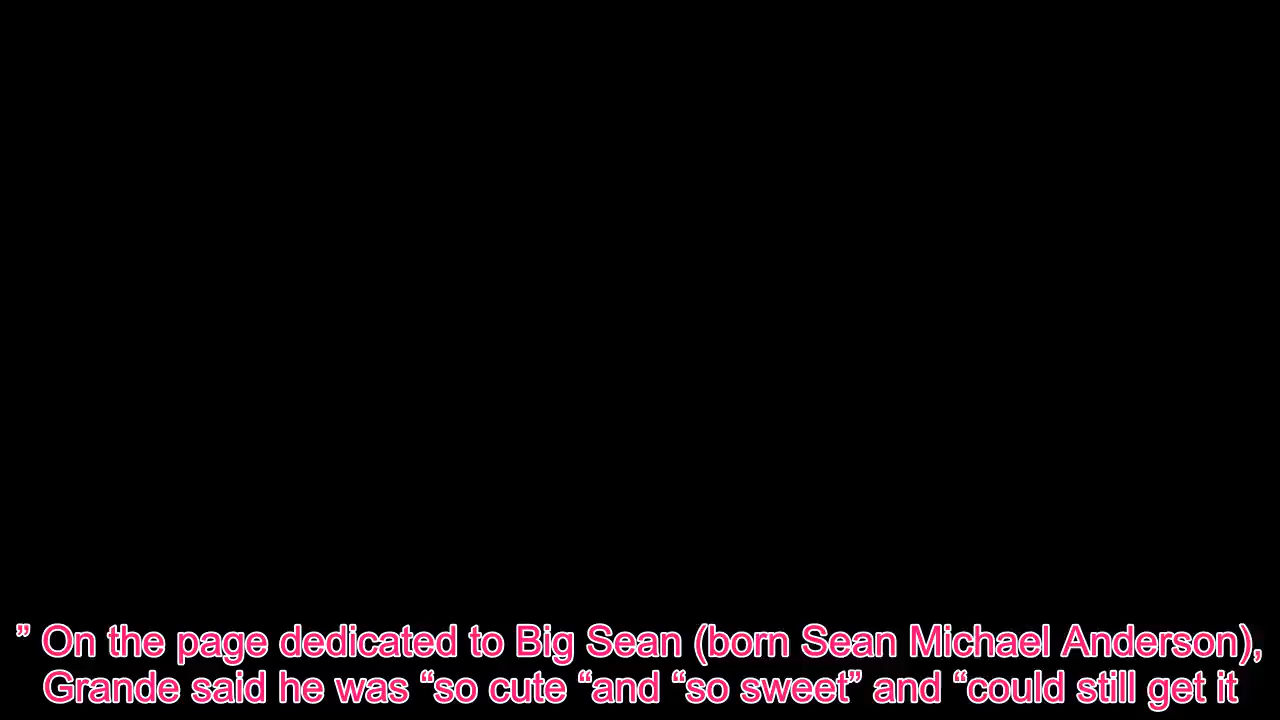 ” On the page dedicated to Big Sean (born Sean Michael Anderson),
Grande said he was “so cute “and “so sweet” and “could still get it